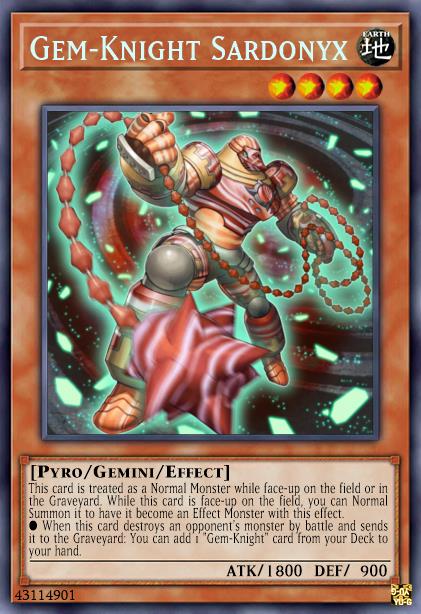 Gem-Knight Sardonyx
EARTH
地
[Pyro/Gemini/Effect]
This card is treated as a Normal Monster while face-up on the field or in
the Graveyard. While this card is face-up on the field, you can Normal
Summon it to have it become an Effect Monster with this effect.
● When this card destroys an opponent's monster by battle and sends
it to the Graveyard: You can add 1 "Gem-Knight" card from your Deck to
your hand.
ATK/1800 DEF/ 900
43114901